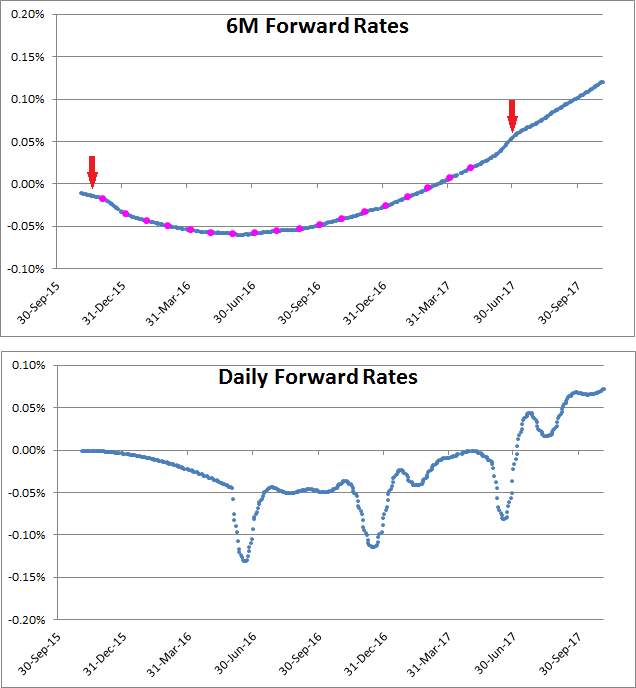 6M Forward Rates
0.20%
0.15%
0.10%
0.05%
0.00%
-0.05%
-0.10%
30-Sep-15
31-Dec-15
31-Mar-16
30-Jun-16
30-Sep-16
31-Dec-16
31-Mar-17
30-Jun-17
30-Sep-17
Daily Forward Rates
0.10%
0.05%
0.00%
-0.05%
-0.10%
-0.15%
-0.20%
30-Sep-15
31-Dec-15
31-Mar-16
30-Jun-16
30-Sep-16
31-Dec-16
31-Mar-17
30-Jun-17
30-Sep-17